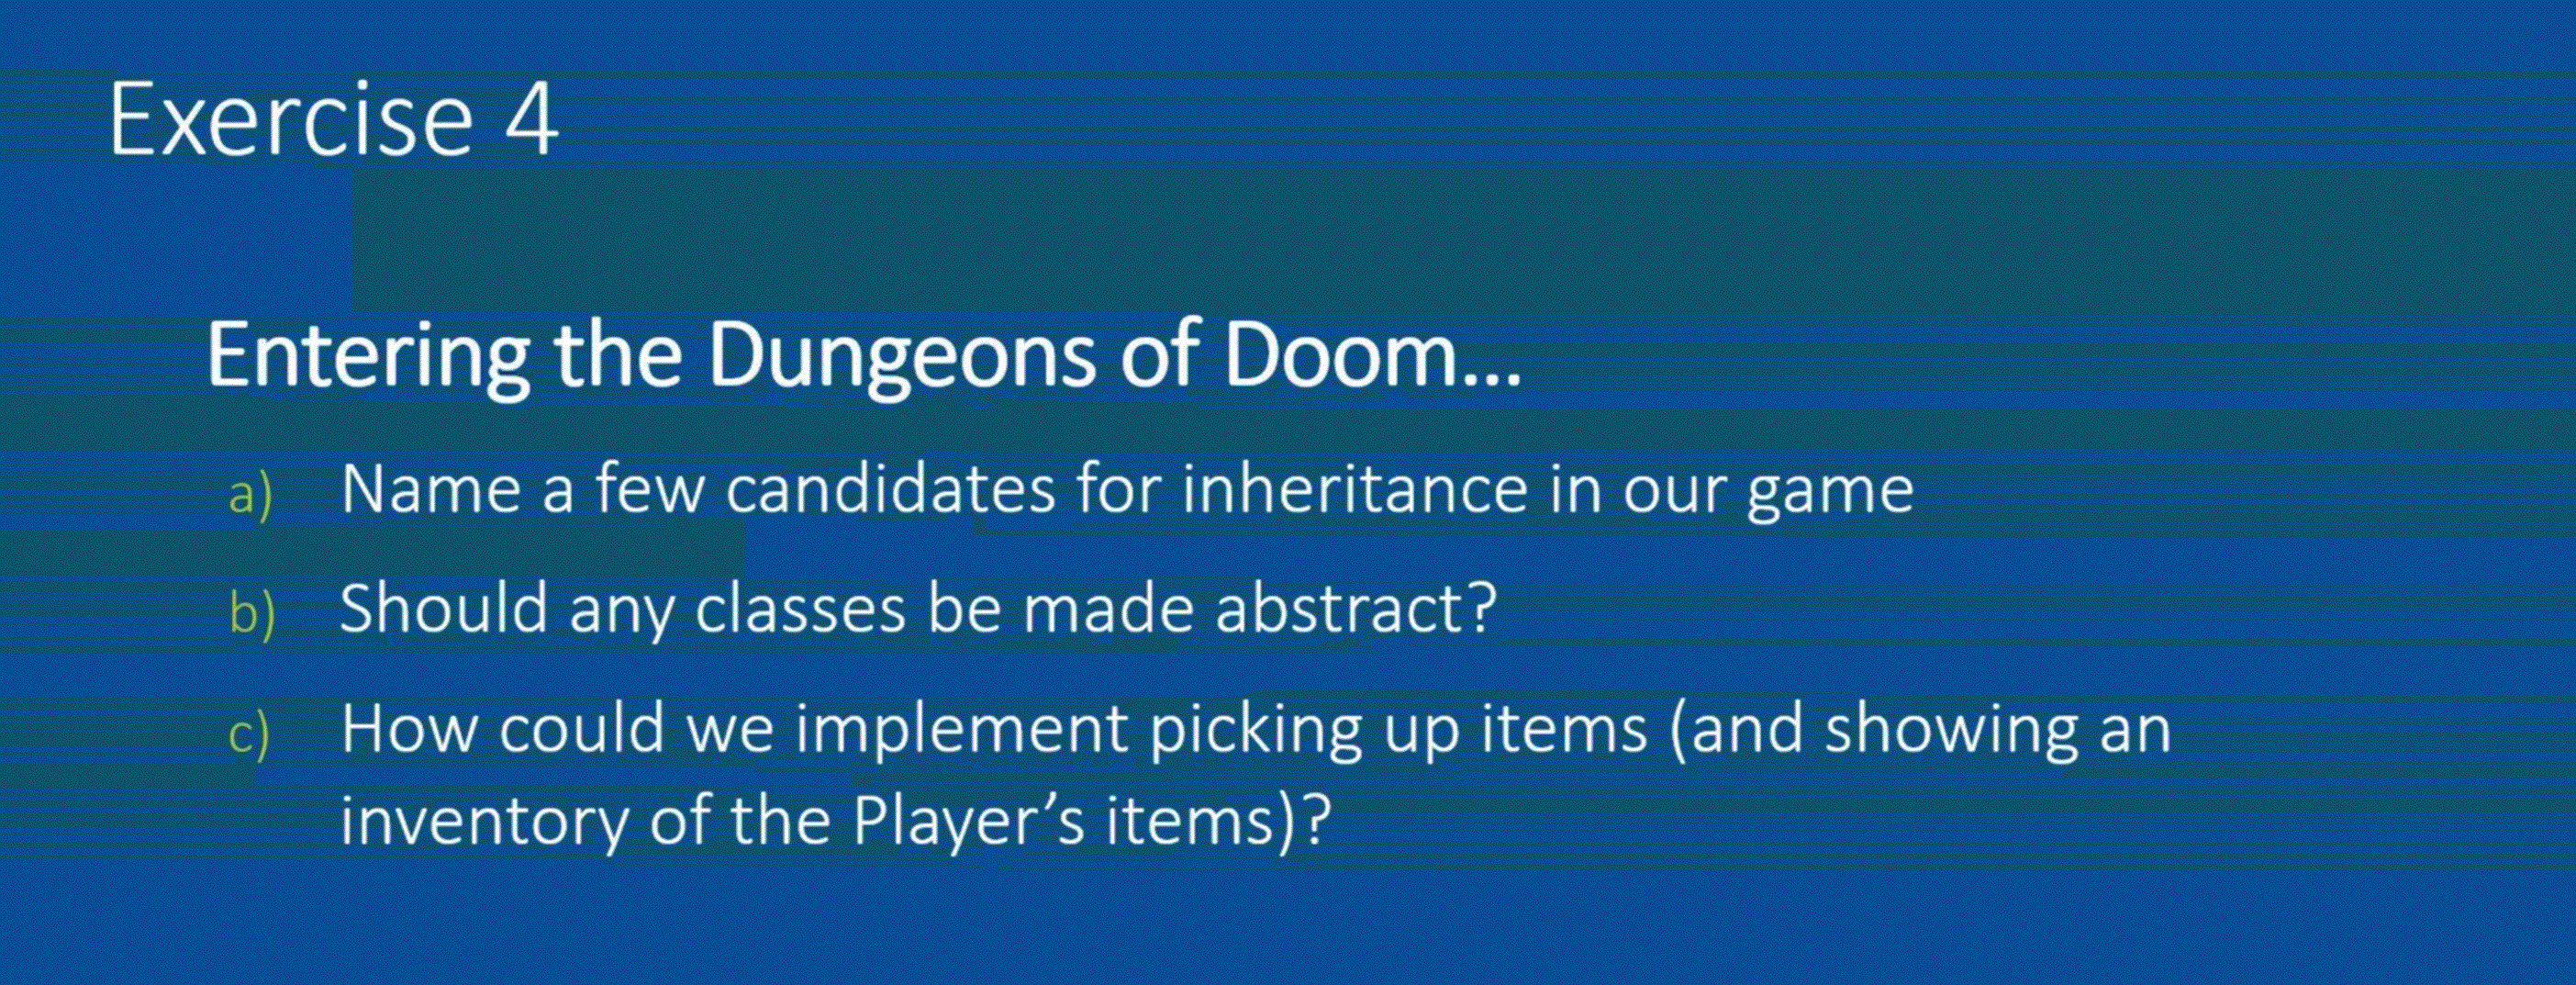 Exercise 4
Entering the Dungeons of Doom...
a) Name a few candidates for inheritance in our game
b) Should any classes be made abstract?
c) How could we implement picking up items (and showing an
inventory of the Player’s items)?